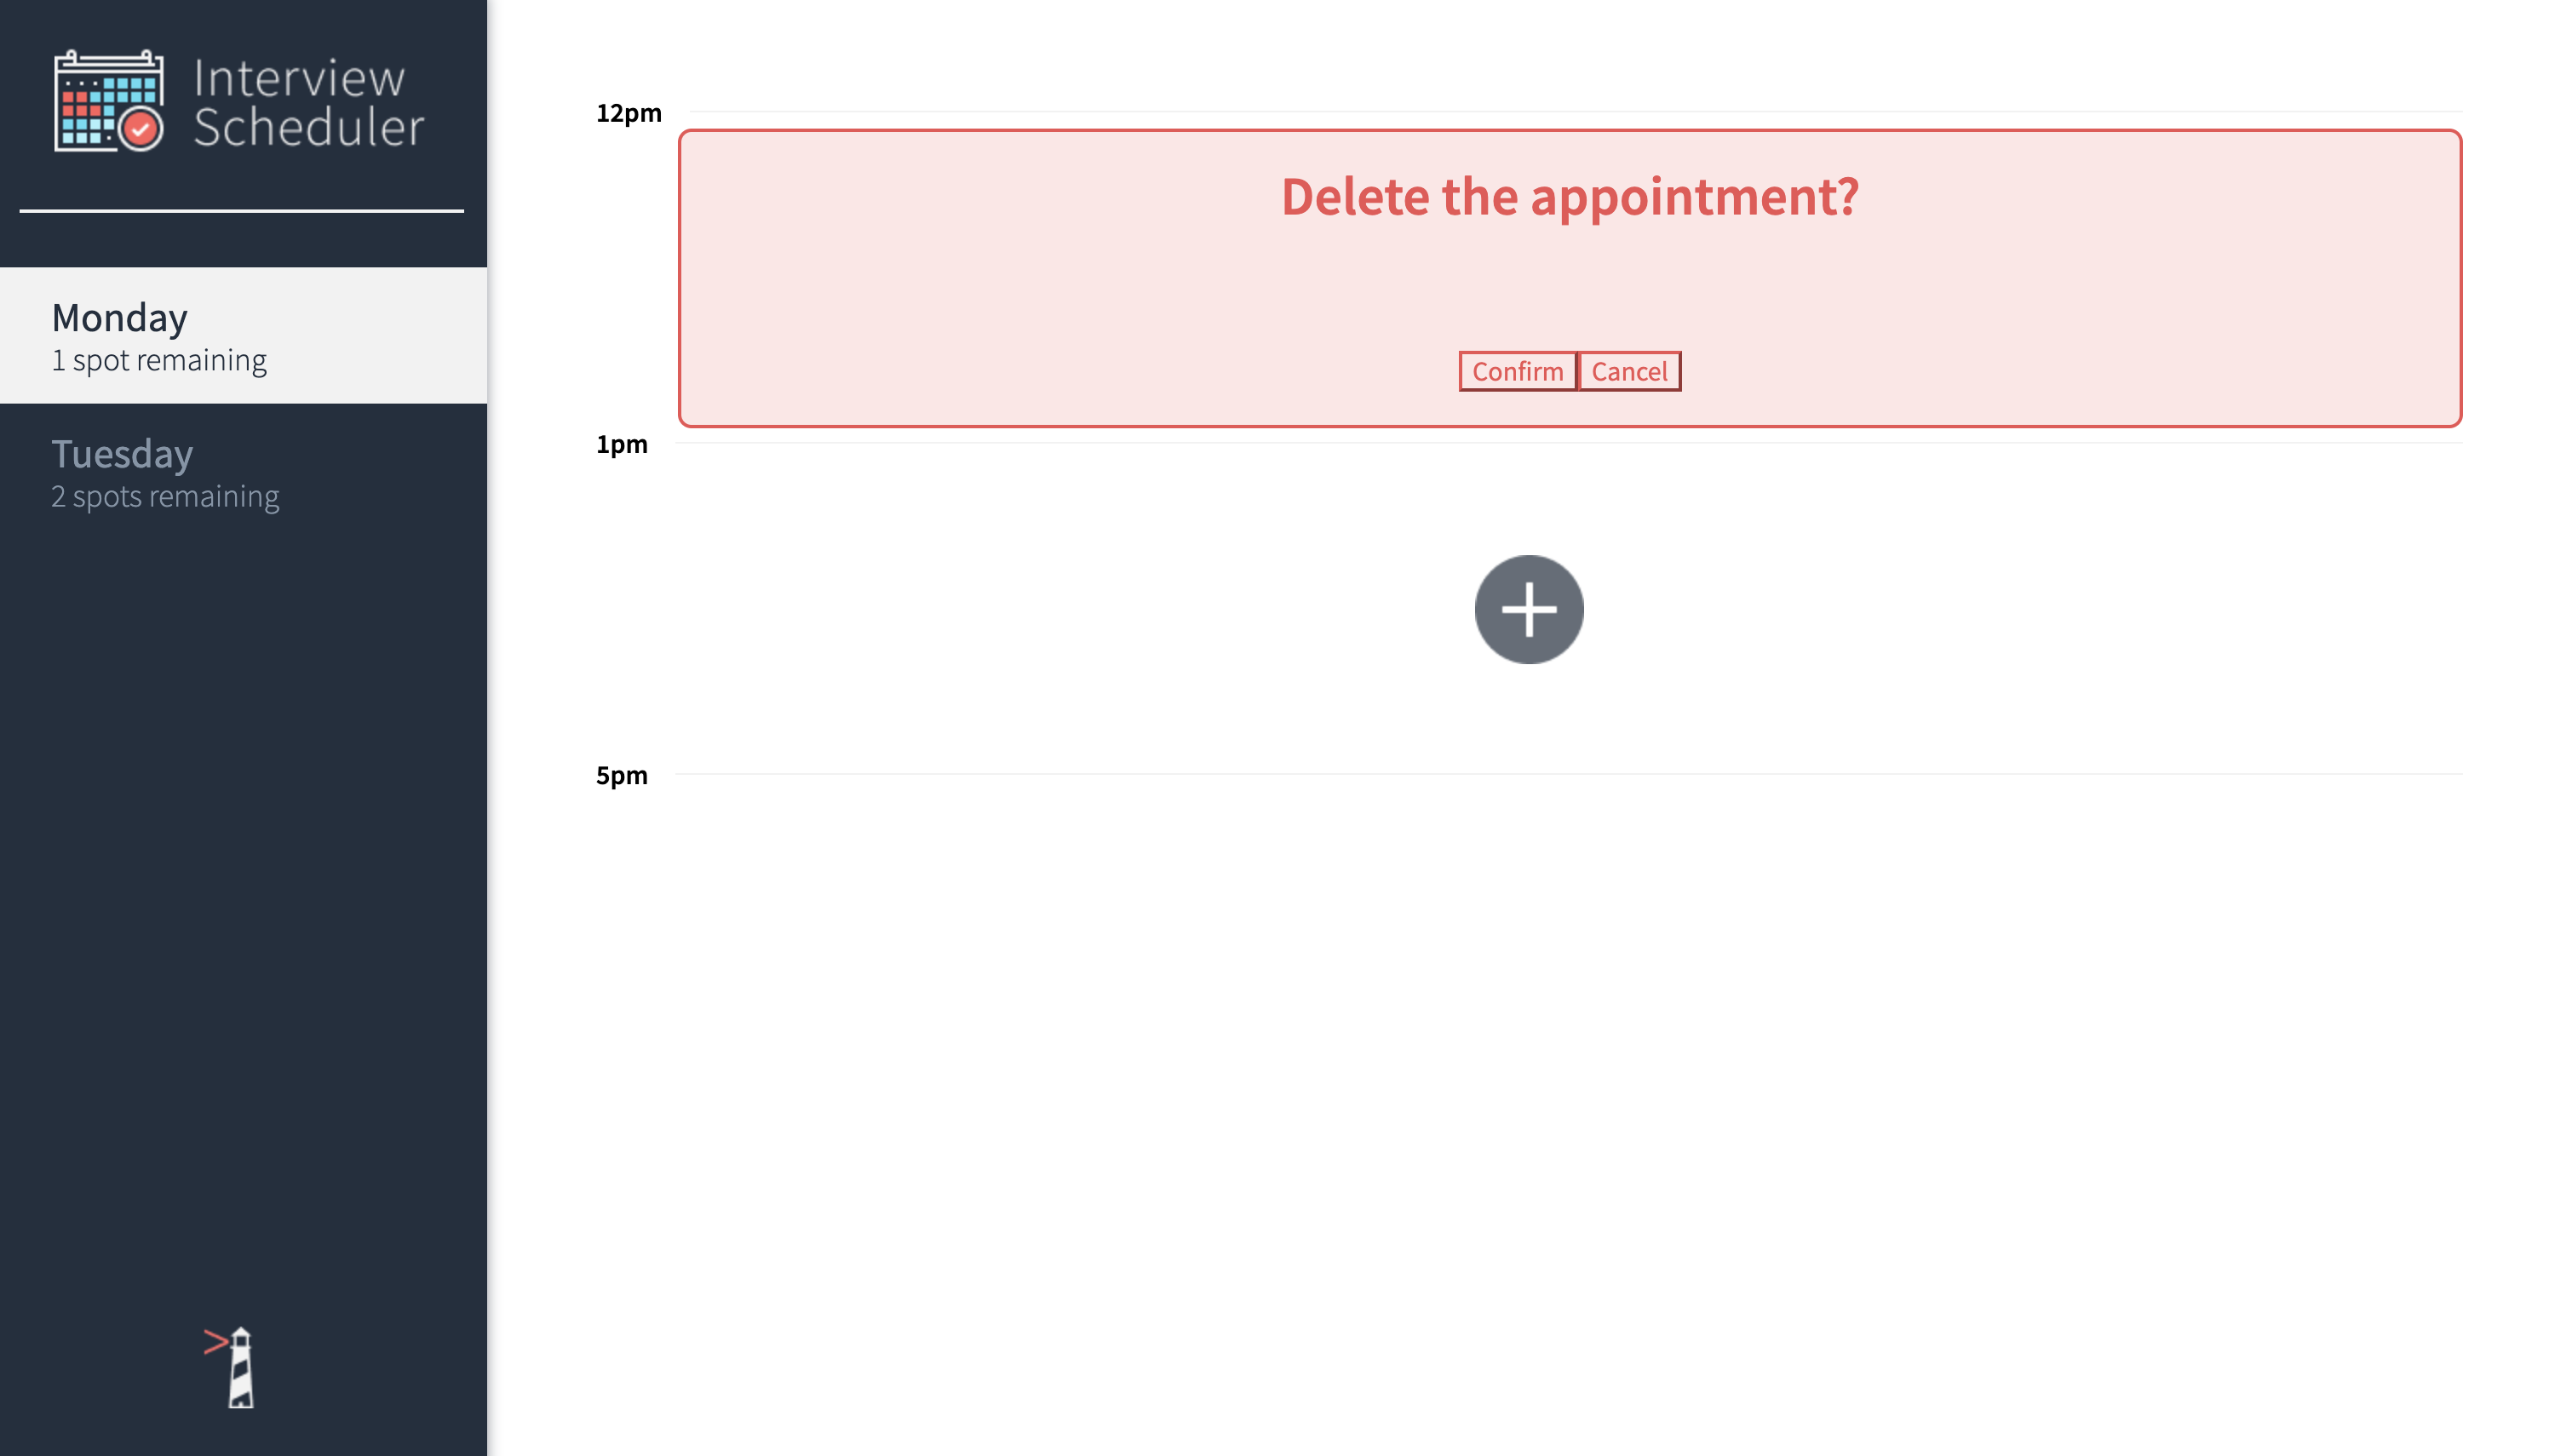 Interview
Scheduler
Monday
1 spot remaining
Tuesday
2 spots remaining
12pm
Delete the appointment?
Confirm Cancel
1pm
5pm